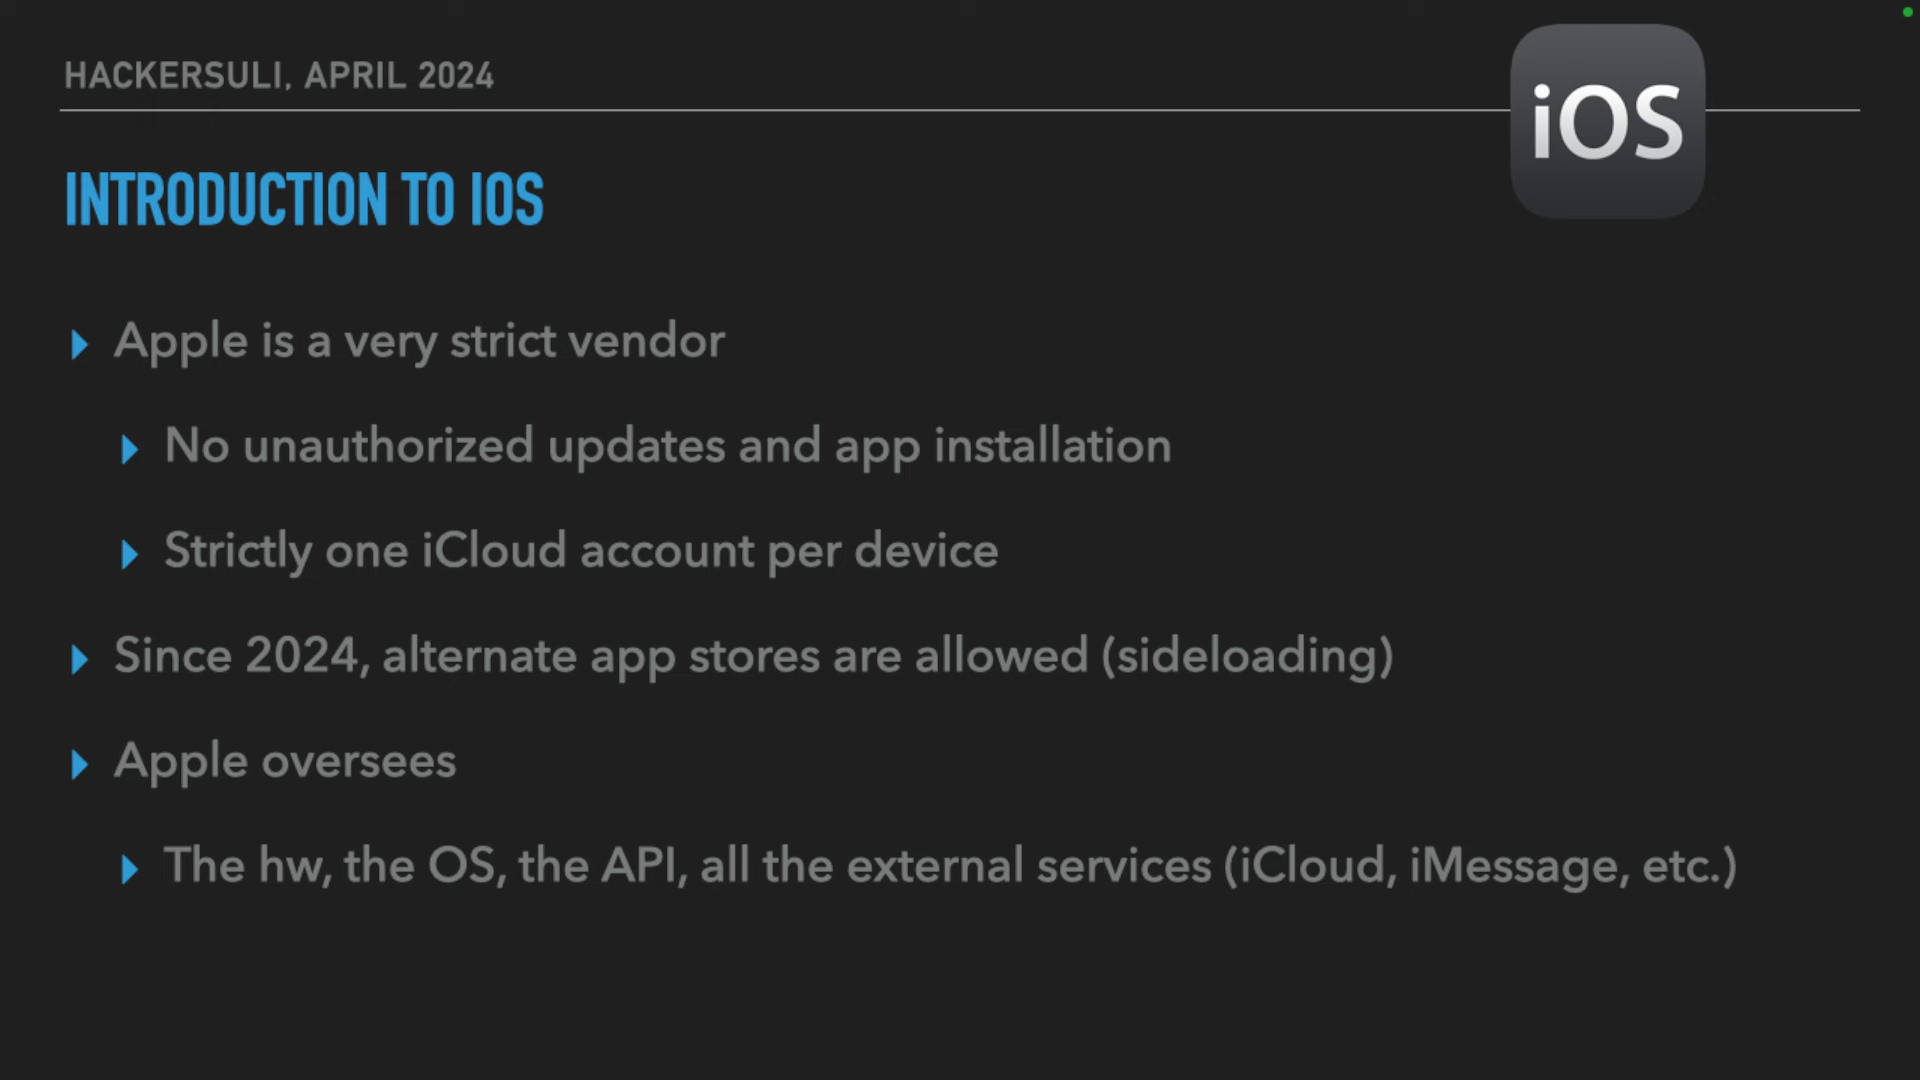 HACKERSULI, APRIL 2024
iOS
INTRODUCTION TO IOS
Apple is a very strict vendor
No unauthorized updates and app installation
Strictly one iCloud account per device
Since 2024, alternate app stores are allowed (sideloading)
Apple oversees
The hw, the OS, the API, all the external services (iCloud, iMessage, etc.)